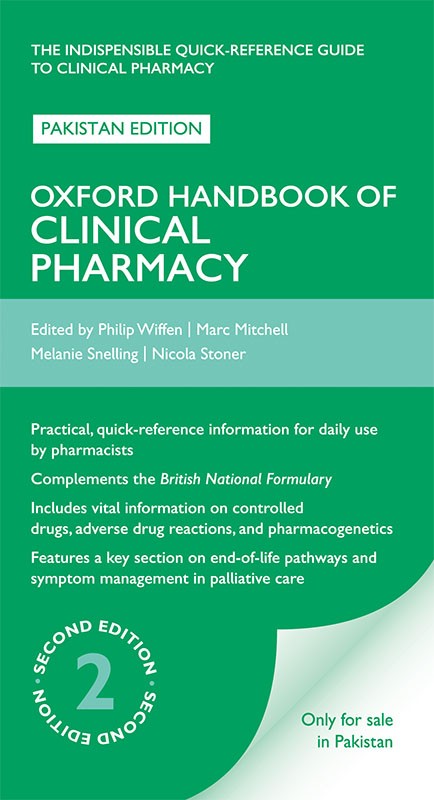 THE INDISPENSIBLE QUICK-REFERENCE GUIDE
TO CLINICAL PHARMACY
PAKISTAN EDITION
OXFORD HANDBOOK OF
CLINICAL
PHARMACY
Edited by Philip Wiffen | Marc Mitchell
Melanie Snelling | Nicola Stoner
Practical, quick-reference information for daily use
by pharmacists
Complements the British National Formulary
Includes vital information on controlled
drugs, adverse drug reactions, and pharmacogenetics
Features a key section on end-of-life pathways and
symptom management in palliative care
SECOND EDITION • SECOND EDITION •
2
Only for sale
in Pakistan